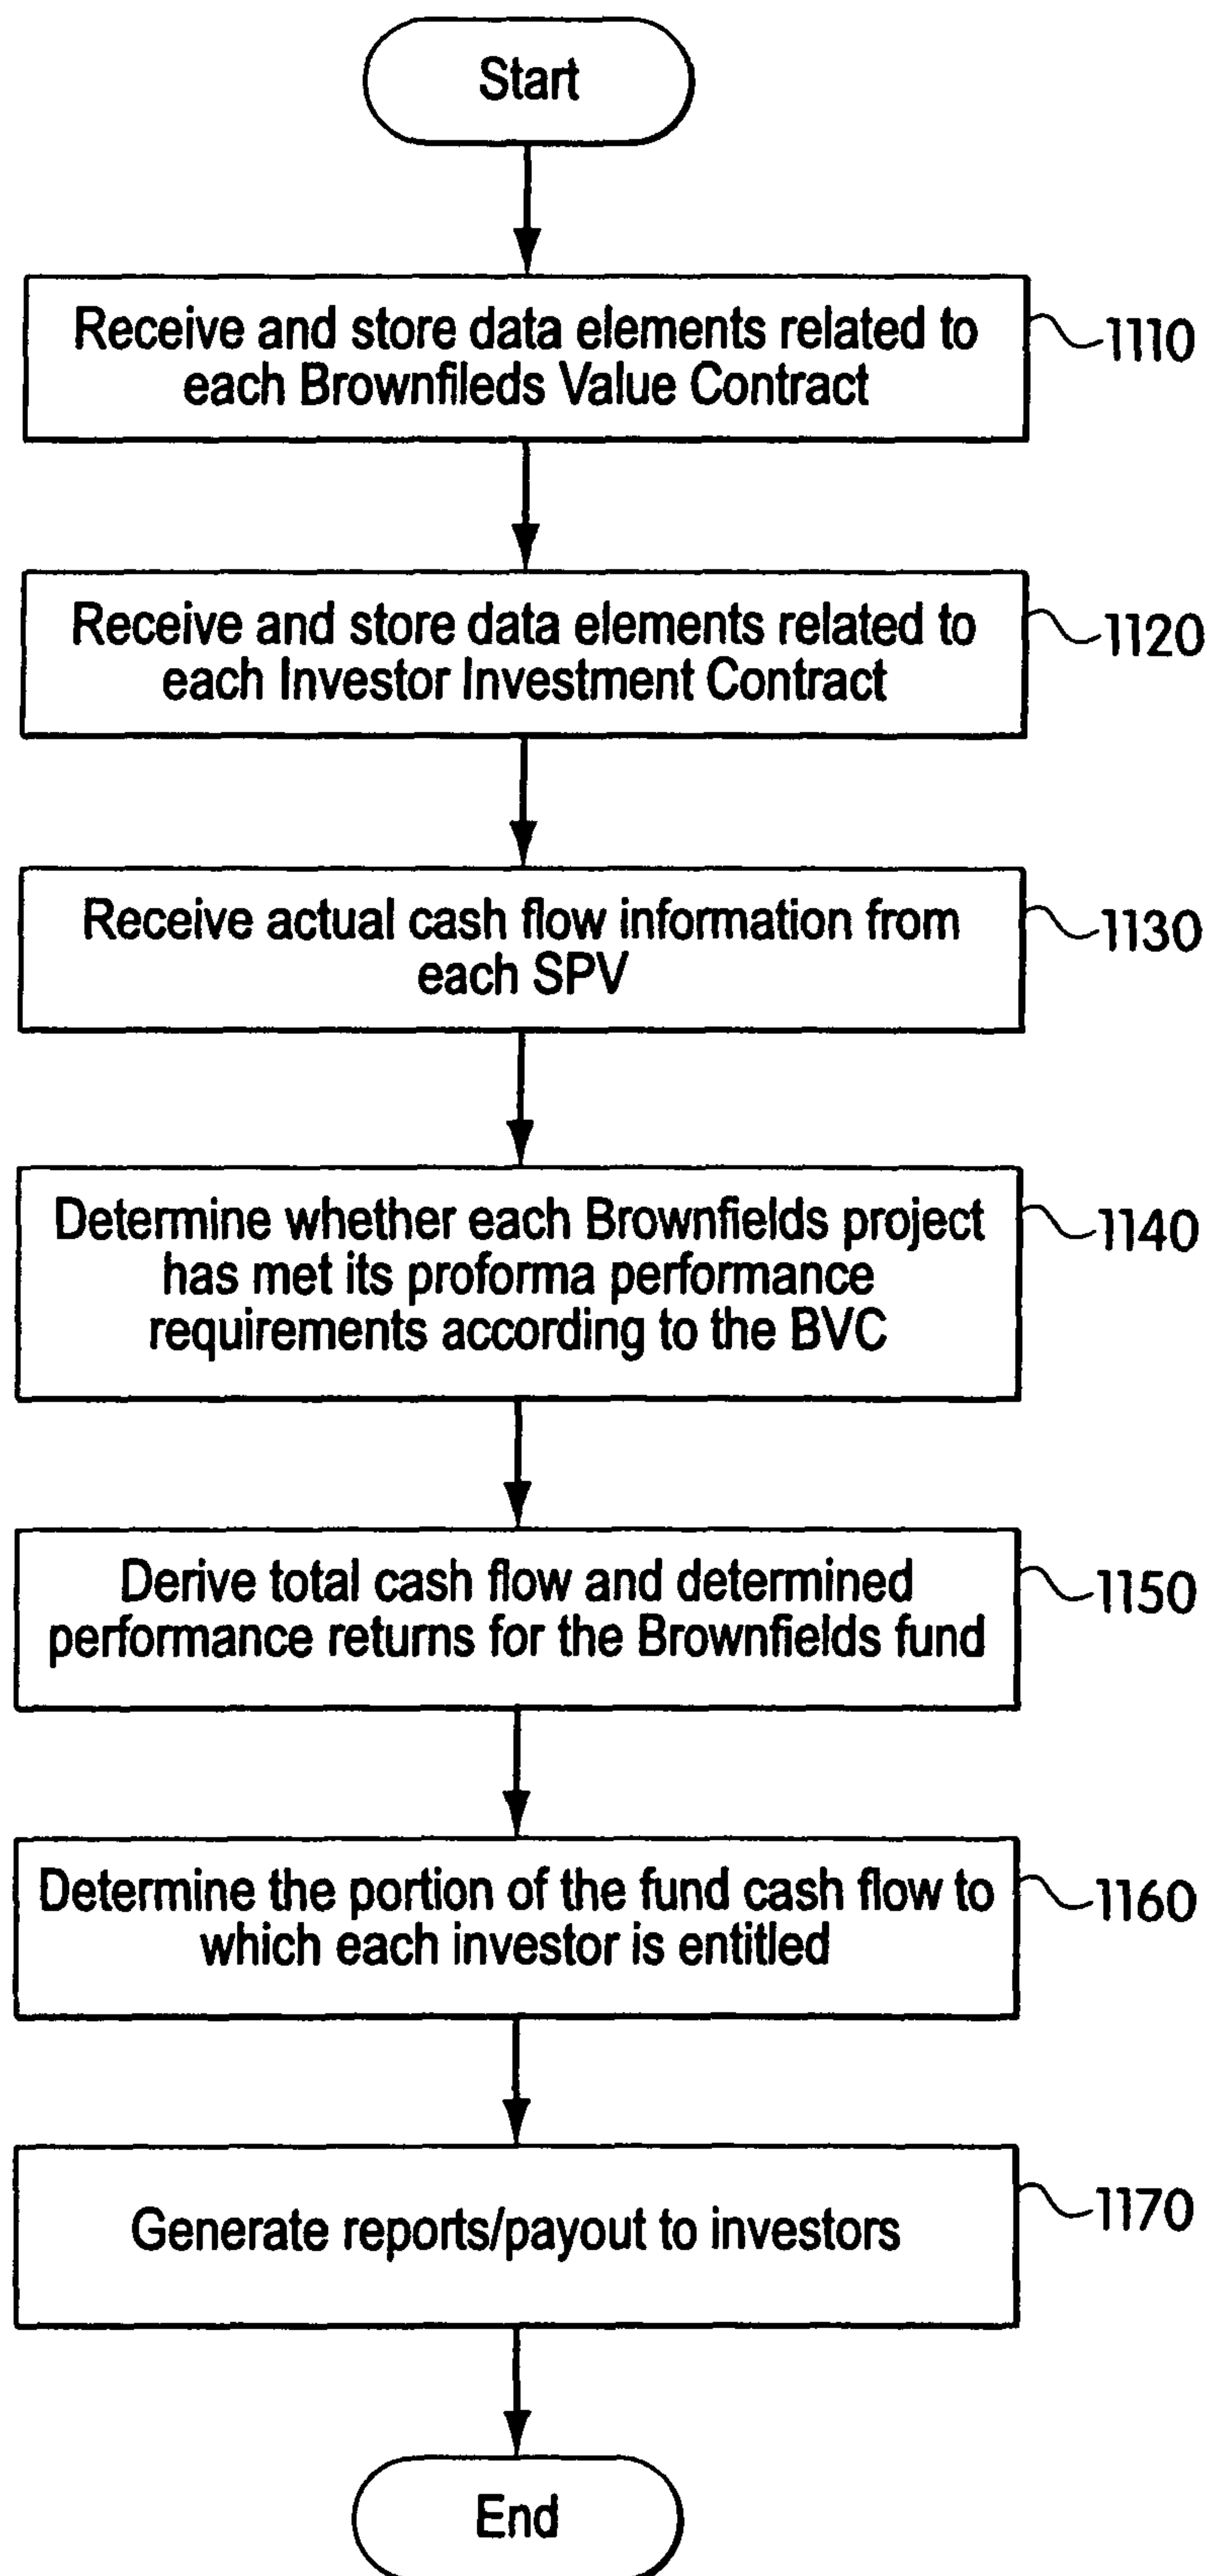 Start
Receive and store data elements related to
each Brownfileds Value Contract
1110
Receive and store data elements related to
each Investor Investment Contract
1120
Receive actual cash flow information from
each SPV
1130
Determine whether each Brownfields project
has met its proforma performance
requirements according to the BVC
1140
Derive total cash flow and determined
performance returns for the Brownfields fund
1150
Determine the portion of the fund cash flow to
which each investor is entitled
1160
Generate reports/payout to investors
1170
End